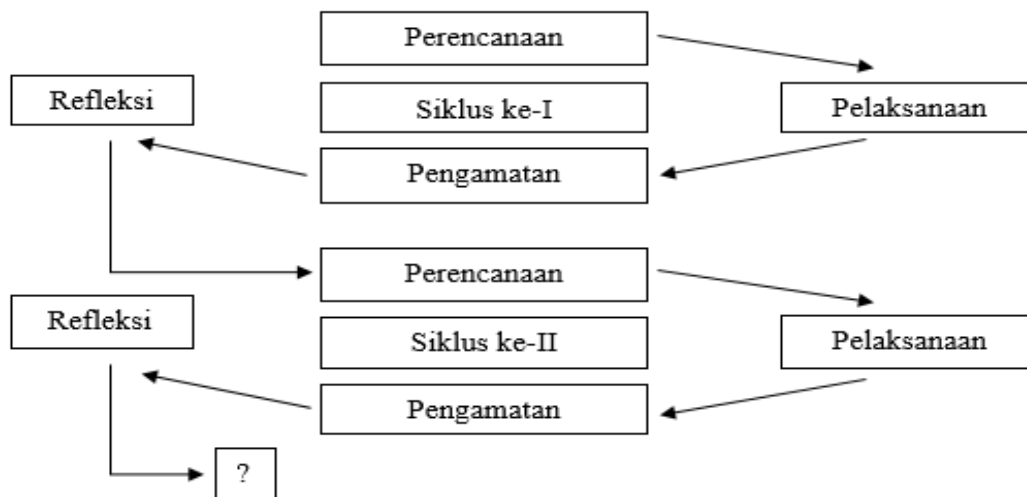 Perencanaan
Refleksi
Siklus ke-I
Pelaksanaan
Pengamatan
Perencanaan
Refleksi
Siklus ke-II
Pelaksanaan
Pengamatan
?